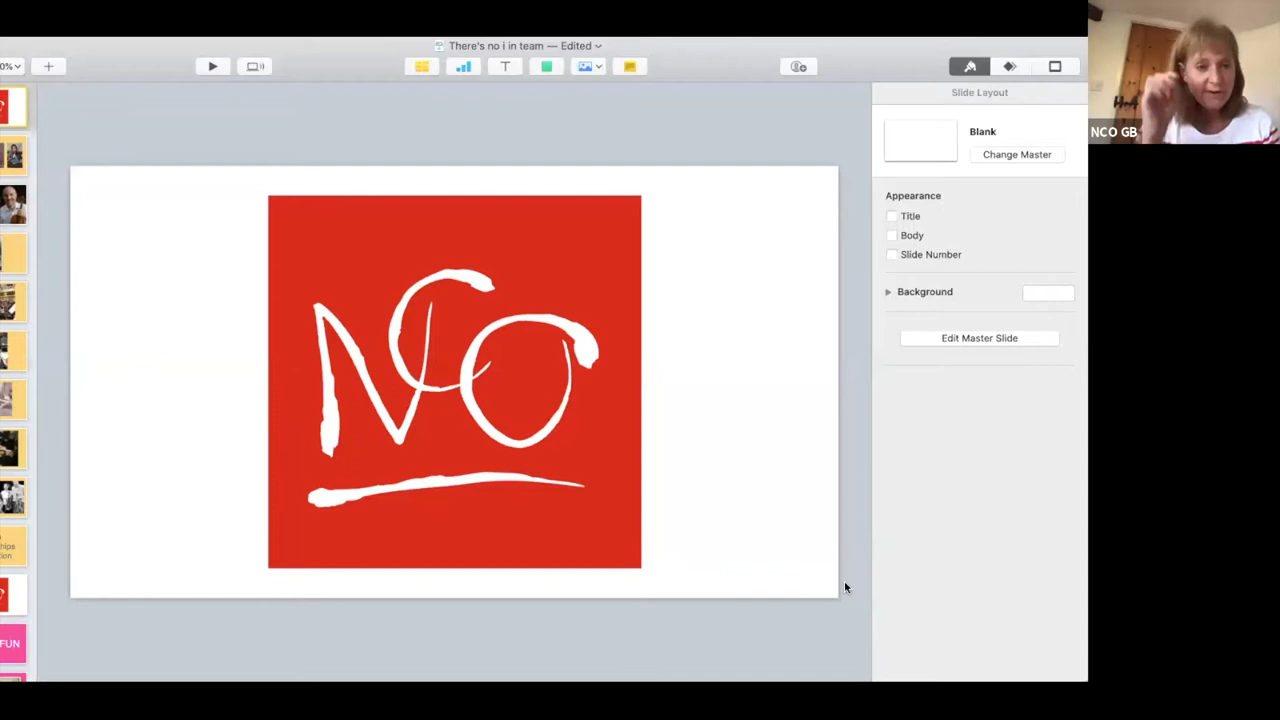 There's no i in team — Edited
0%
T
Slide Layout
Blank
Change Master
Appearance
Title
Body
Slide Number
Background
Edit Master Slide
NCO
NCO GB
FUN